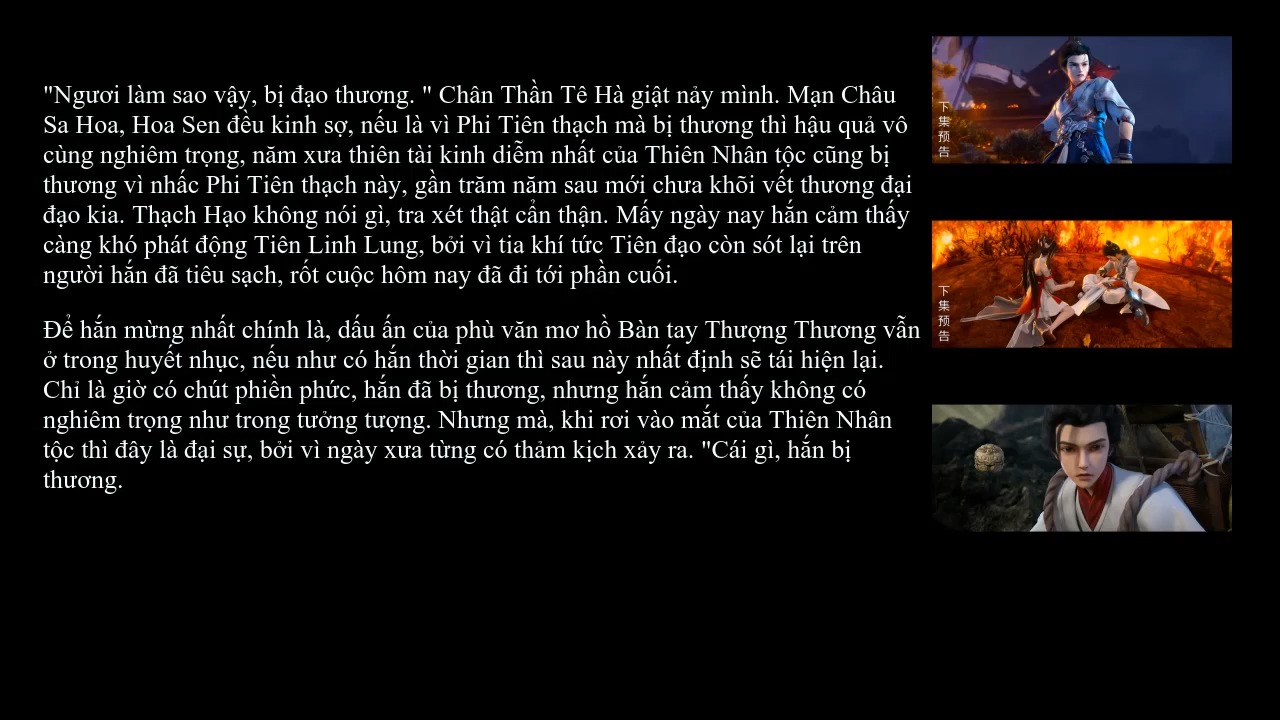 "Ngươi làm sao vậy, bị đạo thương. " Chân Thần Tê Hà giật nảy mình. Mạn Châu
Sa Hoa, Hoa Sen đều kinh sợ, nếu là vì Phi Tiên thạch mà bị thương thì hậu quả vô
cùng nghiêm trọng, năm xưa thiên tài kinh diễm nhất của Thiên Nhân tộc cũng bị
thương vì nhấc Phi Tiên thạch này, gần trăm năm sau mới chưa khõi vết thương đại
đạo kia. Thạch Hạo không nói gì, tra xét thật cẩn thận. Mấy ngày nay hắn cảm thấy
càng khó phát động Tiên Linh Lung, bởi vì tia khí tức Tiên đạo còn sót lại trên
người hắn đã tiêu sạch, rốt cuộc hôm nay đã đi tới phần cuối.
Để hắn mừng nhất chính là, dấu ấn của phù văn mơ hồ Bàn tay Thượng Thương vẫn
ở trong huyết nhục, nếu như có hắn thời gian thì sau này nhất định sẽ tái hiện lại.
Chỉ là giờ có chút phiền phức, hắn đã bị thương, nhưng hắn cảm thấy không có
nghiêm trọng như trong tưởng tượng. Nhưng mà, khi rơi vào mắt của Thiên Nhân
tộc thì đây là đại sự, bởi vì ngày xưa từng có thảm kịch xảy ra. "Cái gì, hắn bị
thương.
下集预告
下集预告